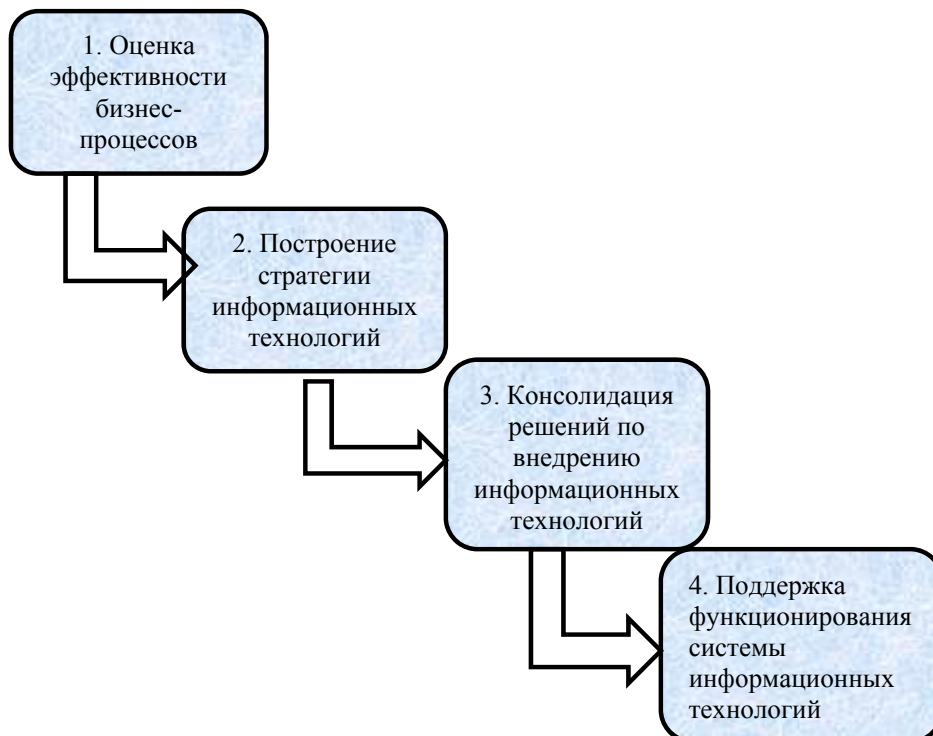 1. Оценка
эффективности
бизнес-
процессов
2. Построение
стратегии
информационных
технологий
3. Консолидация
решений по
внедрению
информационных
технологий
4. Поддержка
функционирования
системы
информационных
технологий